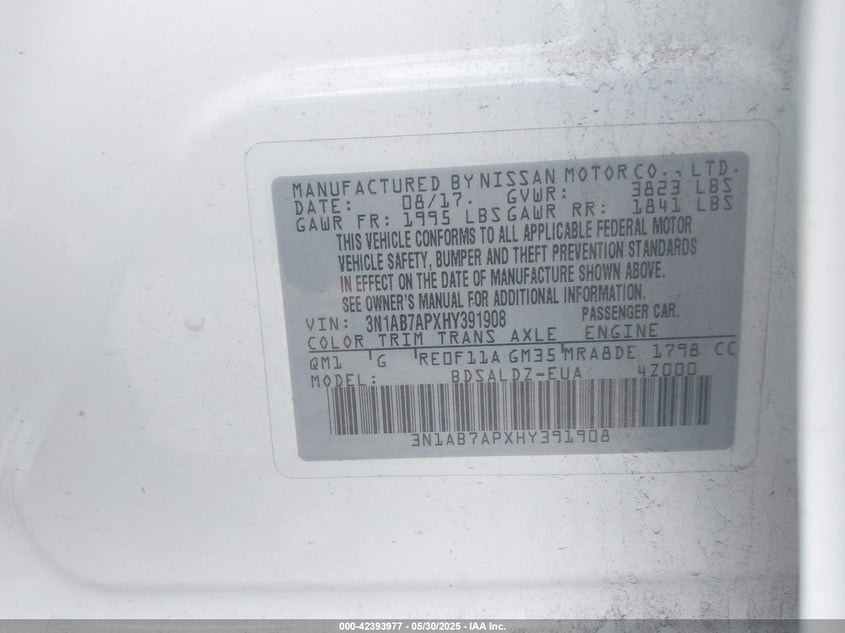 MANUFACTURED BY NISSAN MOTOR CO., LTD.
DATE: 08/17. GVWR: 3823 LBS
GAWR FR: 1995 LBS GAWR RR: 1841 LBS
THIS VEHICLE CONFORMS TO ALL APPLICABLE FEDERAL MOTOR
VEHICLE SAFETY, BUMPER AND THEFT PREVENTION STANDARDS
IN EFFECT ON THE DATE OF MANUFACTURE SHOWN ABOVE.
SEE OWNER'S MANUAL FOR ADDITIONAL INFORMATION.
VIN: 3N1AB7APXHY391908 PASSENGER CAR.
COLOR TRIM TRANS AXLE ENGINE
QM1 G RE0F11A GM35 MRA8DE 1798 CC
MODEL: BDSALDZ-EUA 4Z000
3N1AB7APXHY391908
000-42393977 - 05/30/2025 - IAA Inc.